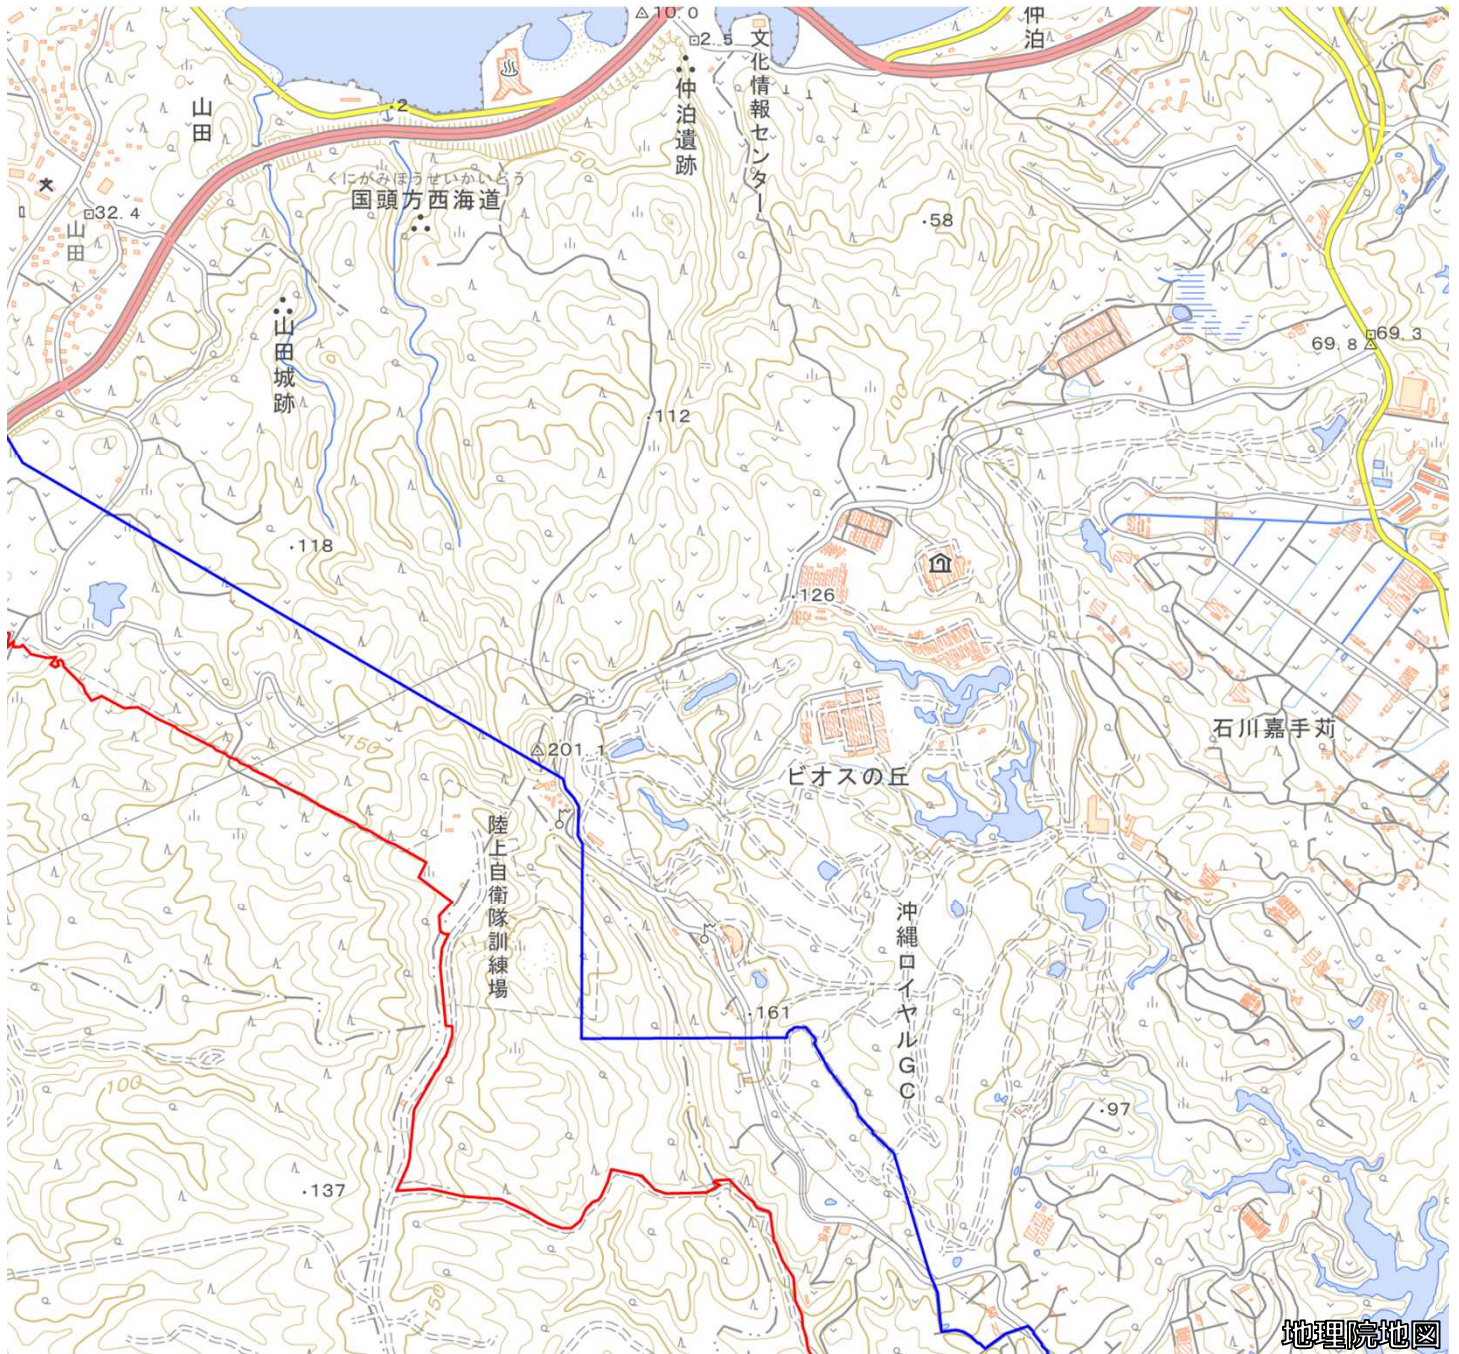 10.0
仲泊
2.5
文化情報センター
2
山田
仲泊遺跡
50
くにがみほうせいかいどう
国頭方西海道
32.4
山田
58
山田城跡
69.3
69.8
112
100
118
126
石川嘉手苅
150
201.1
ビオスの丘
陸上自衛隊訓練場
沖縄ロイヤルGC
161
100
97
137
150
地理院地図